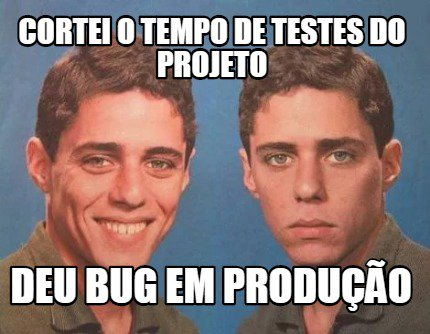 CORTEI O TEMPO DE TESTES DO
PROJETO
DEU BUG EM PRODUÇÃO